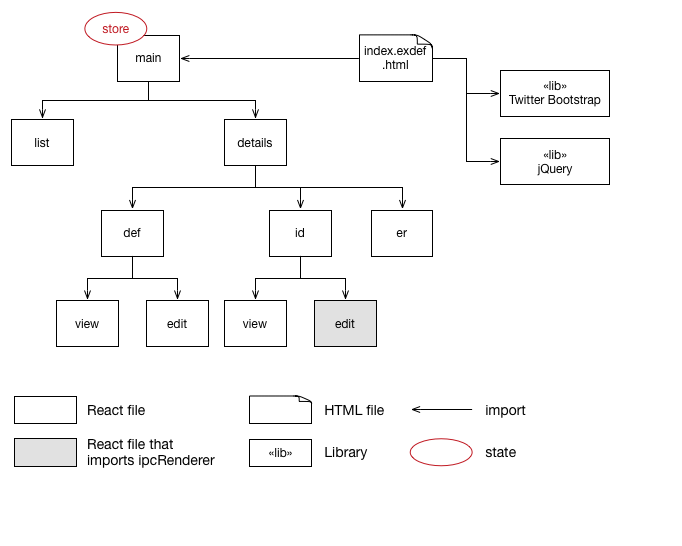 store
main
index.exdef
.html
«lib»
Twitter Bootstrap
«lib»
jQuery
list
details
def
id
er
view
edit
view
edit
React file
HTML file
import
React file that
imports ipcRenderer
«lib»
Library
state